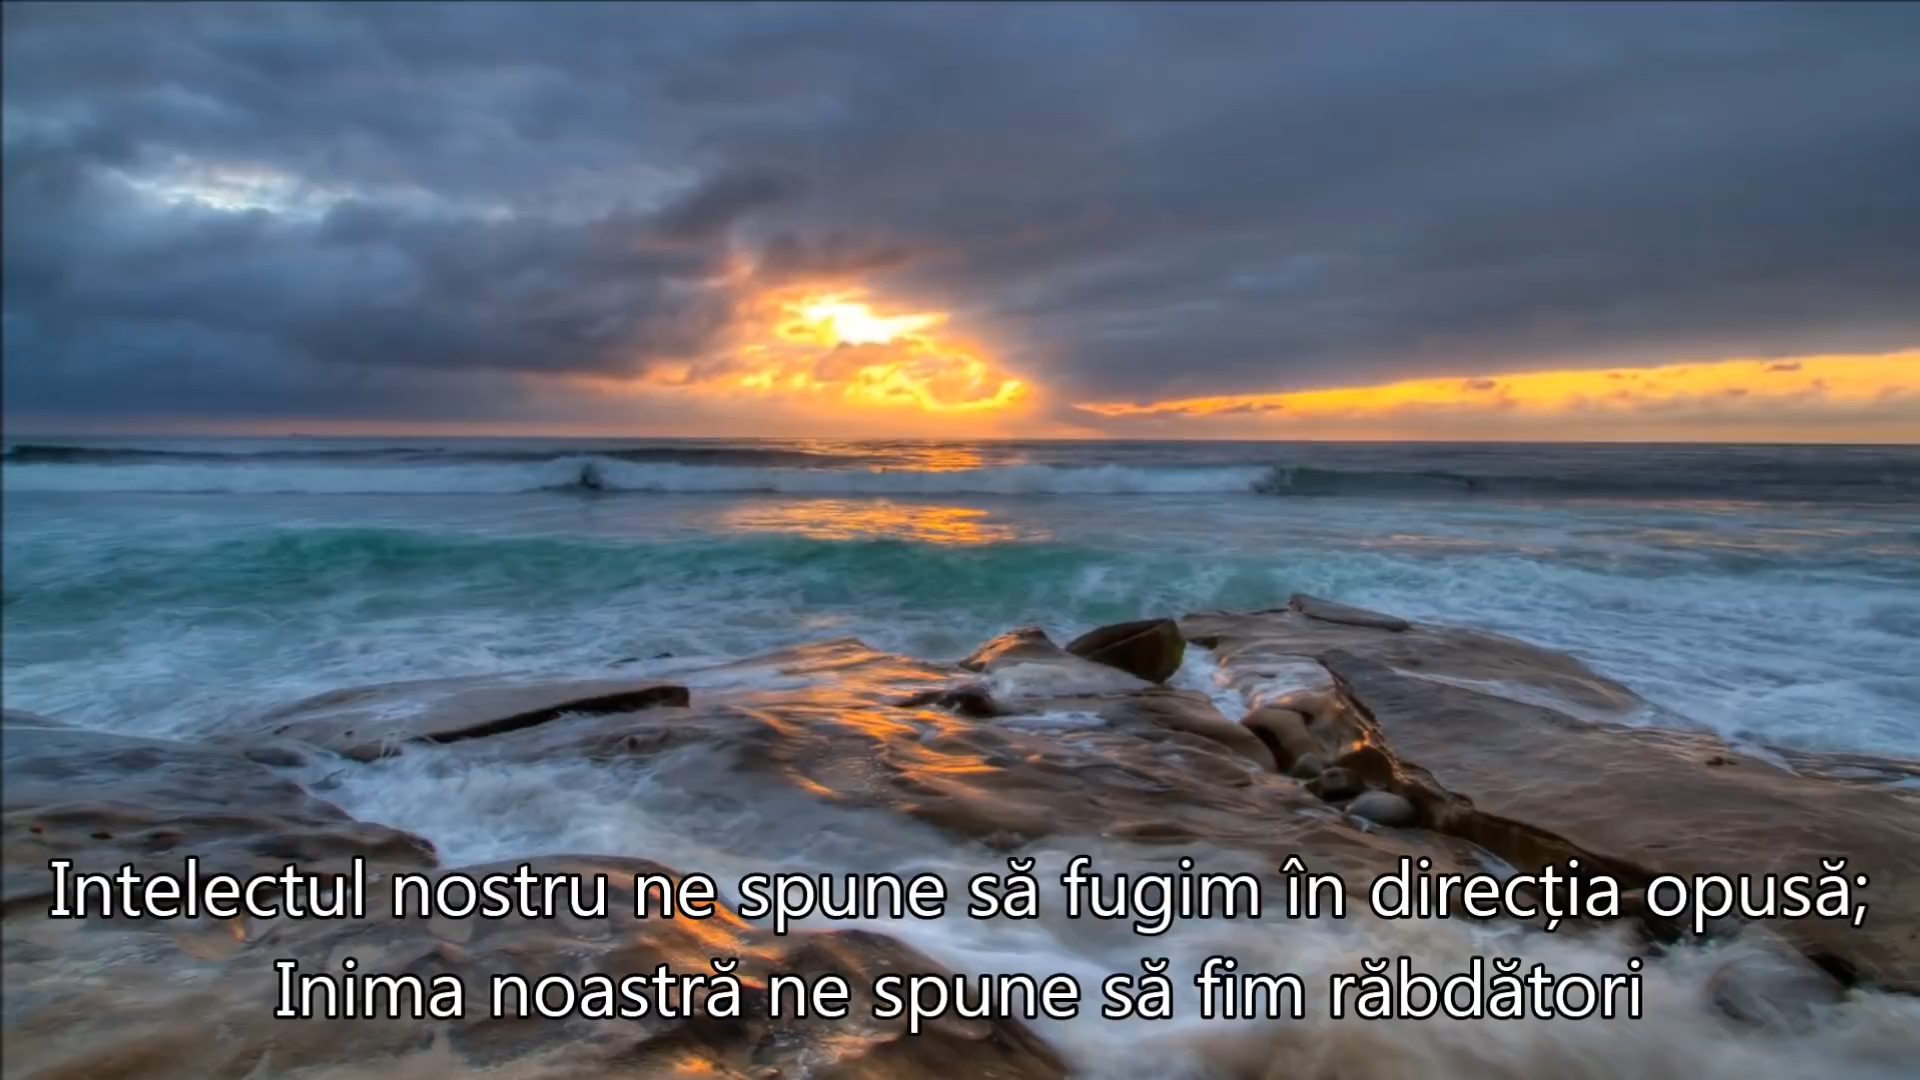 Intelectul nostru ne spune să fugim în direcția opusă;
Inima noastră ne spune să fim răbdători